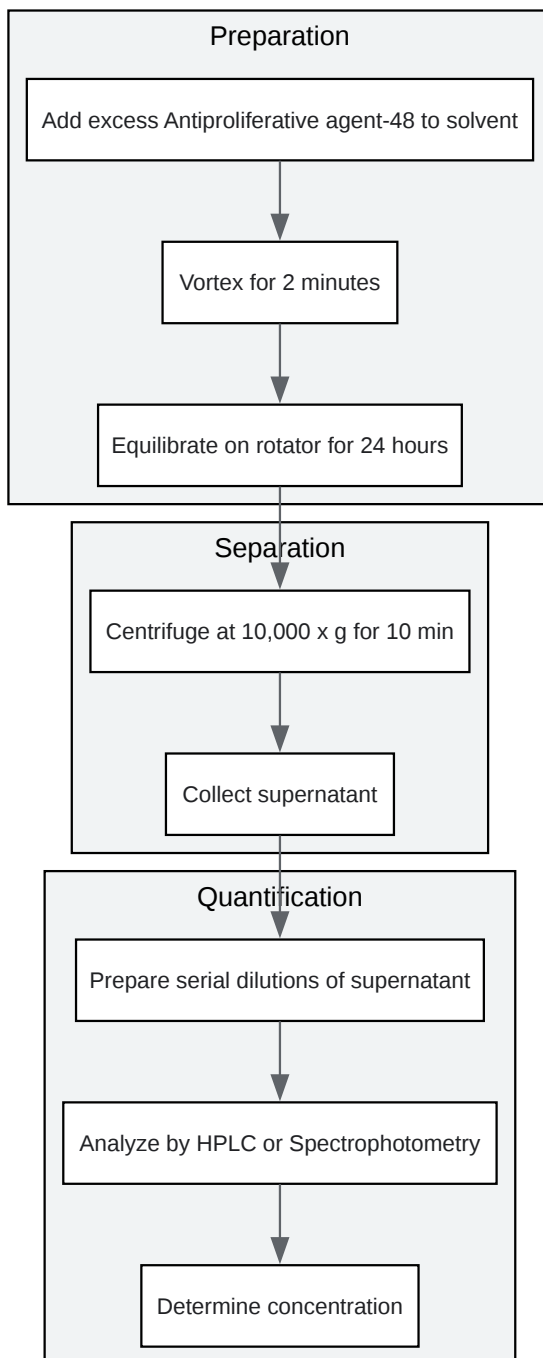 Preparation
Add excess Antiproliferative agent-48 to solvent
Vortex for 2 minutes
Equilibrate on rotator for 24 hours
Separation
Centrifuge at 10,000 x g for 10 min
Collect supernatant
Quantification
Prepare serial dilutions of supernatant
Analyze by HPLC or Spectrophotometry
Determine concentration